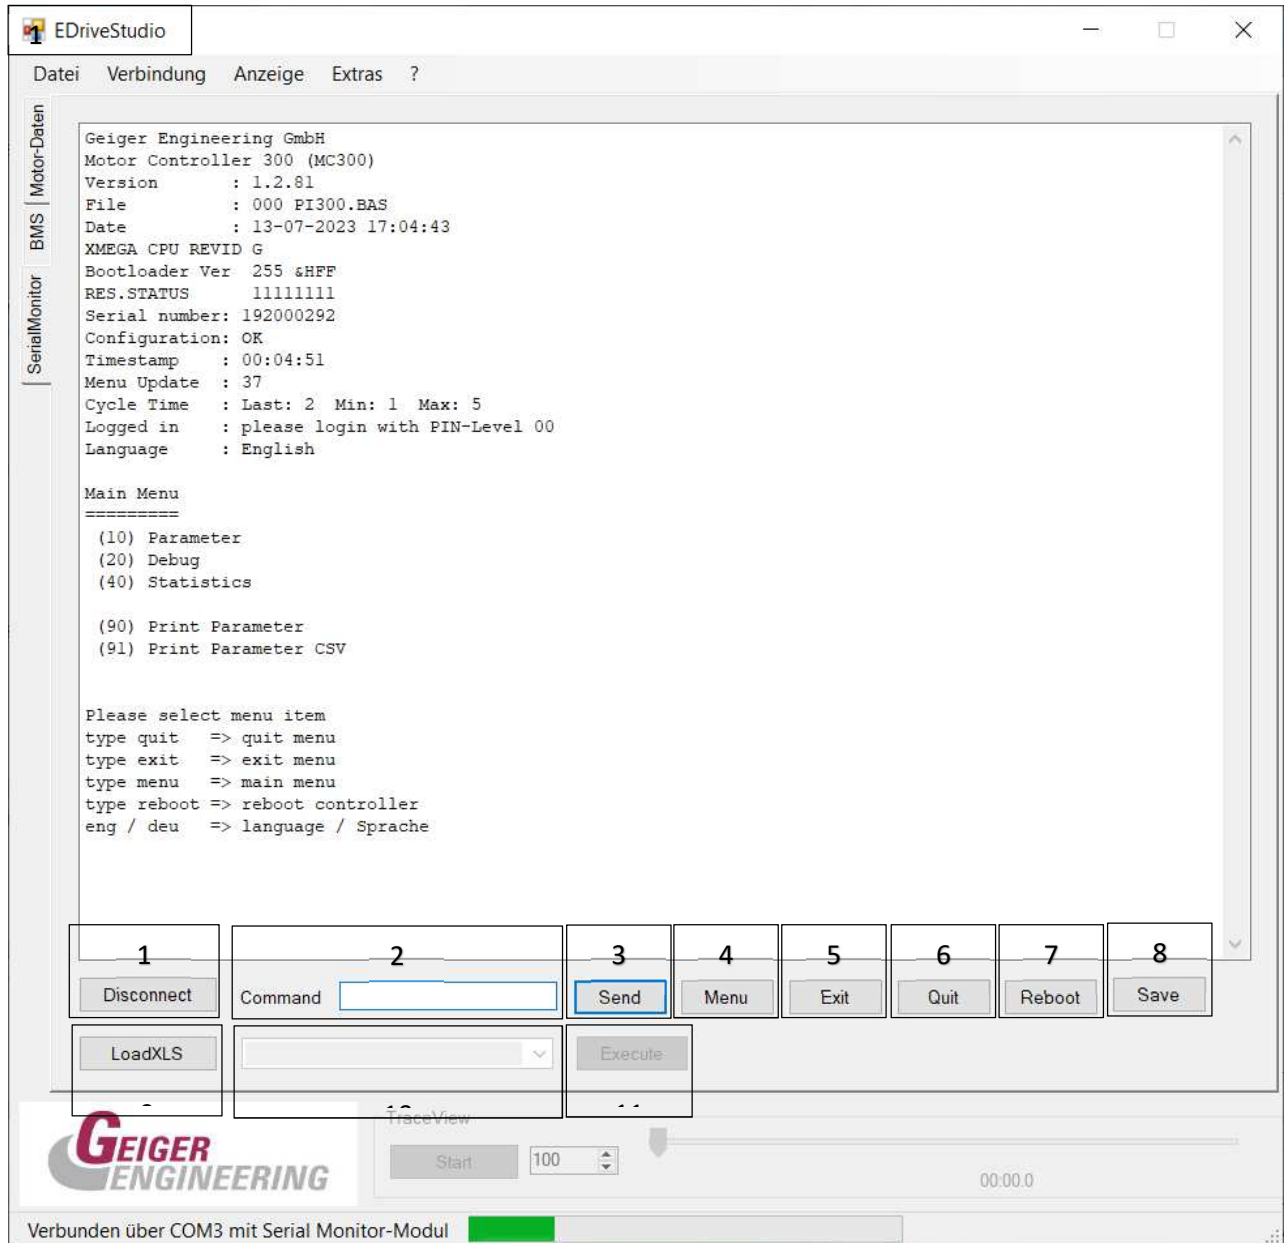 1 EDriveStudio
Datei Verbindung Anzeige Extras ?
Motor-Daten
BMS
SerialMonitor
Geiger Engineering GmbH
Motor Controller 300 (MC300)
Version : 1.2.81
File : 000 PI300.BAS
Date : 13-07-2023 17:04:43
XMEGA CPU REVID G
Bootloader Ver 255 &HFF
RES.STATUS 11111111
Serial number: 192000292
Configuration: OK
Timestamp : 00:04:51
Menu Update : 37
Cycle Time : Last: 2 Min: 1 Max: 5
Logged in : please login with PIN-Level 00
Language : English
Main Menu
=========
(10) Parameter
(20) Debug
(40) Statistics
(90) Print Parameter
(91) Print Parameter CSV
Please select menu item
type quit => quit menu
type exit => exit menu
type menu => main menu
type reboot => reboot controller
eng / deu => language / Sprache
1 2 3 4 5 6 7 8
Disconnect Command Send Menu Exit Quit Reboot Save
LoadXLS Execute
TraceView
GEIGER
ENGINEERING
Start 100
00:00.0
Verbunden über COM3 mit Serial Monitor-Modul